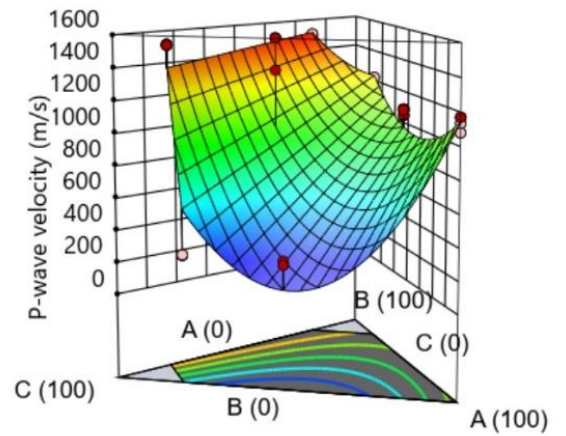 1600
1400
1200
1000
800
600
400
200
0
P-wave velocity (m/s)
B (100)
A (0)
C (0)
C (100)
B (0)
A (100)